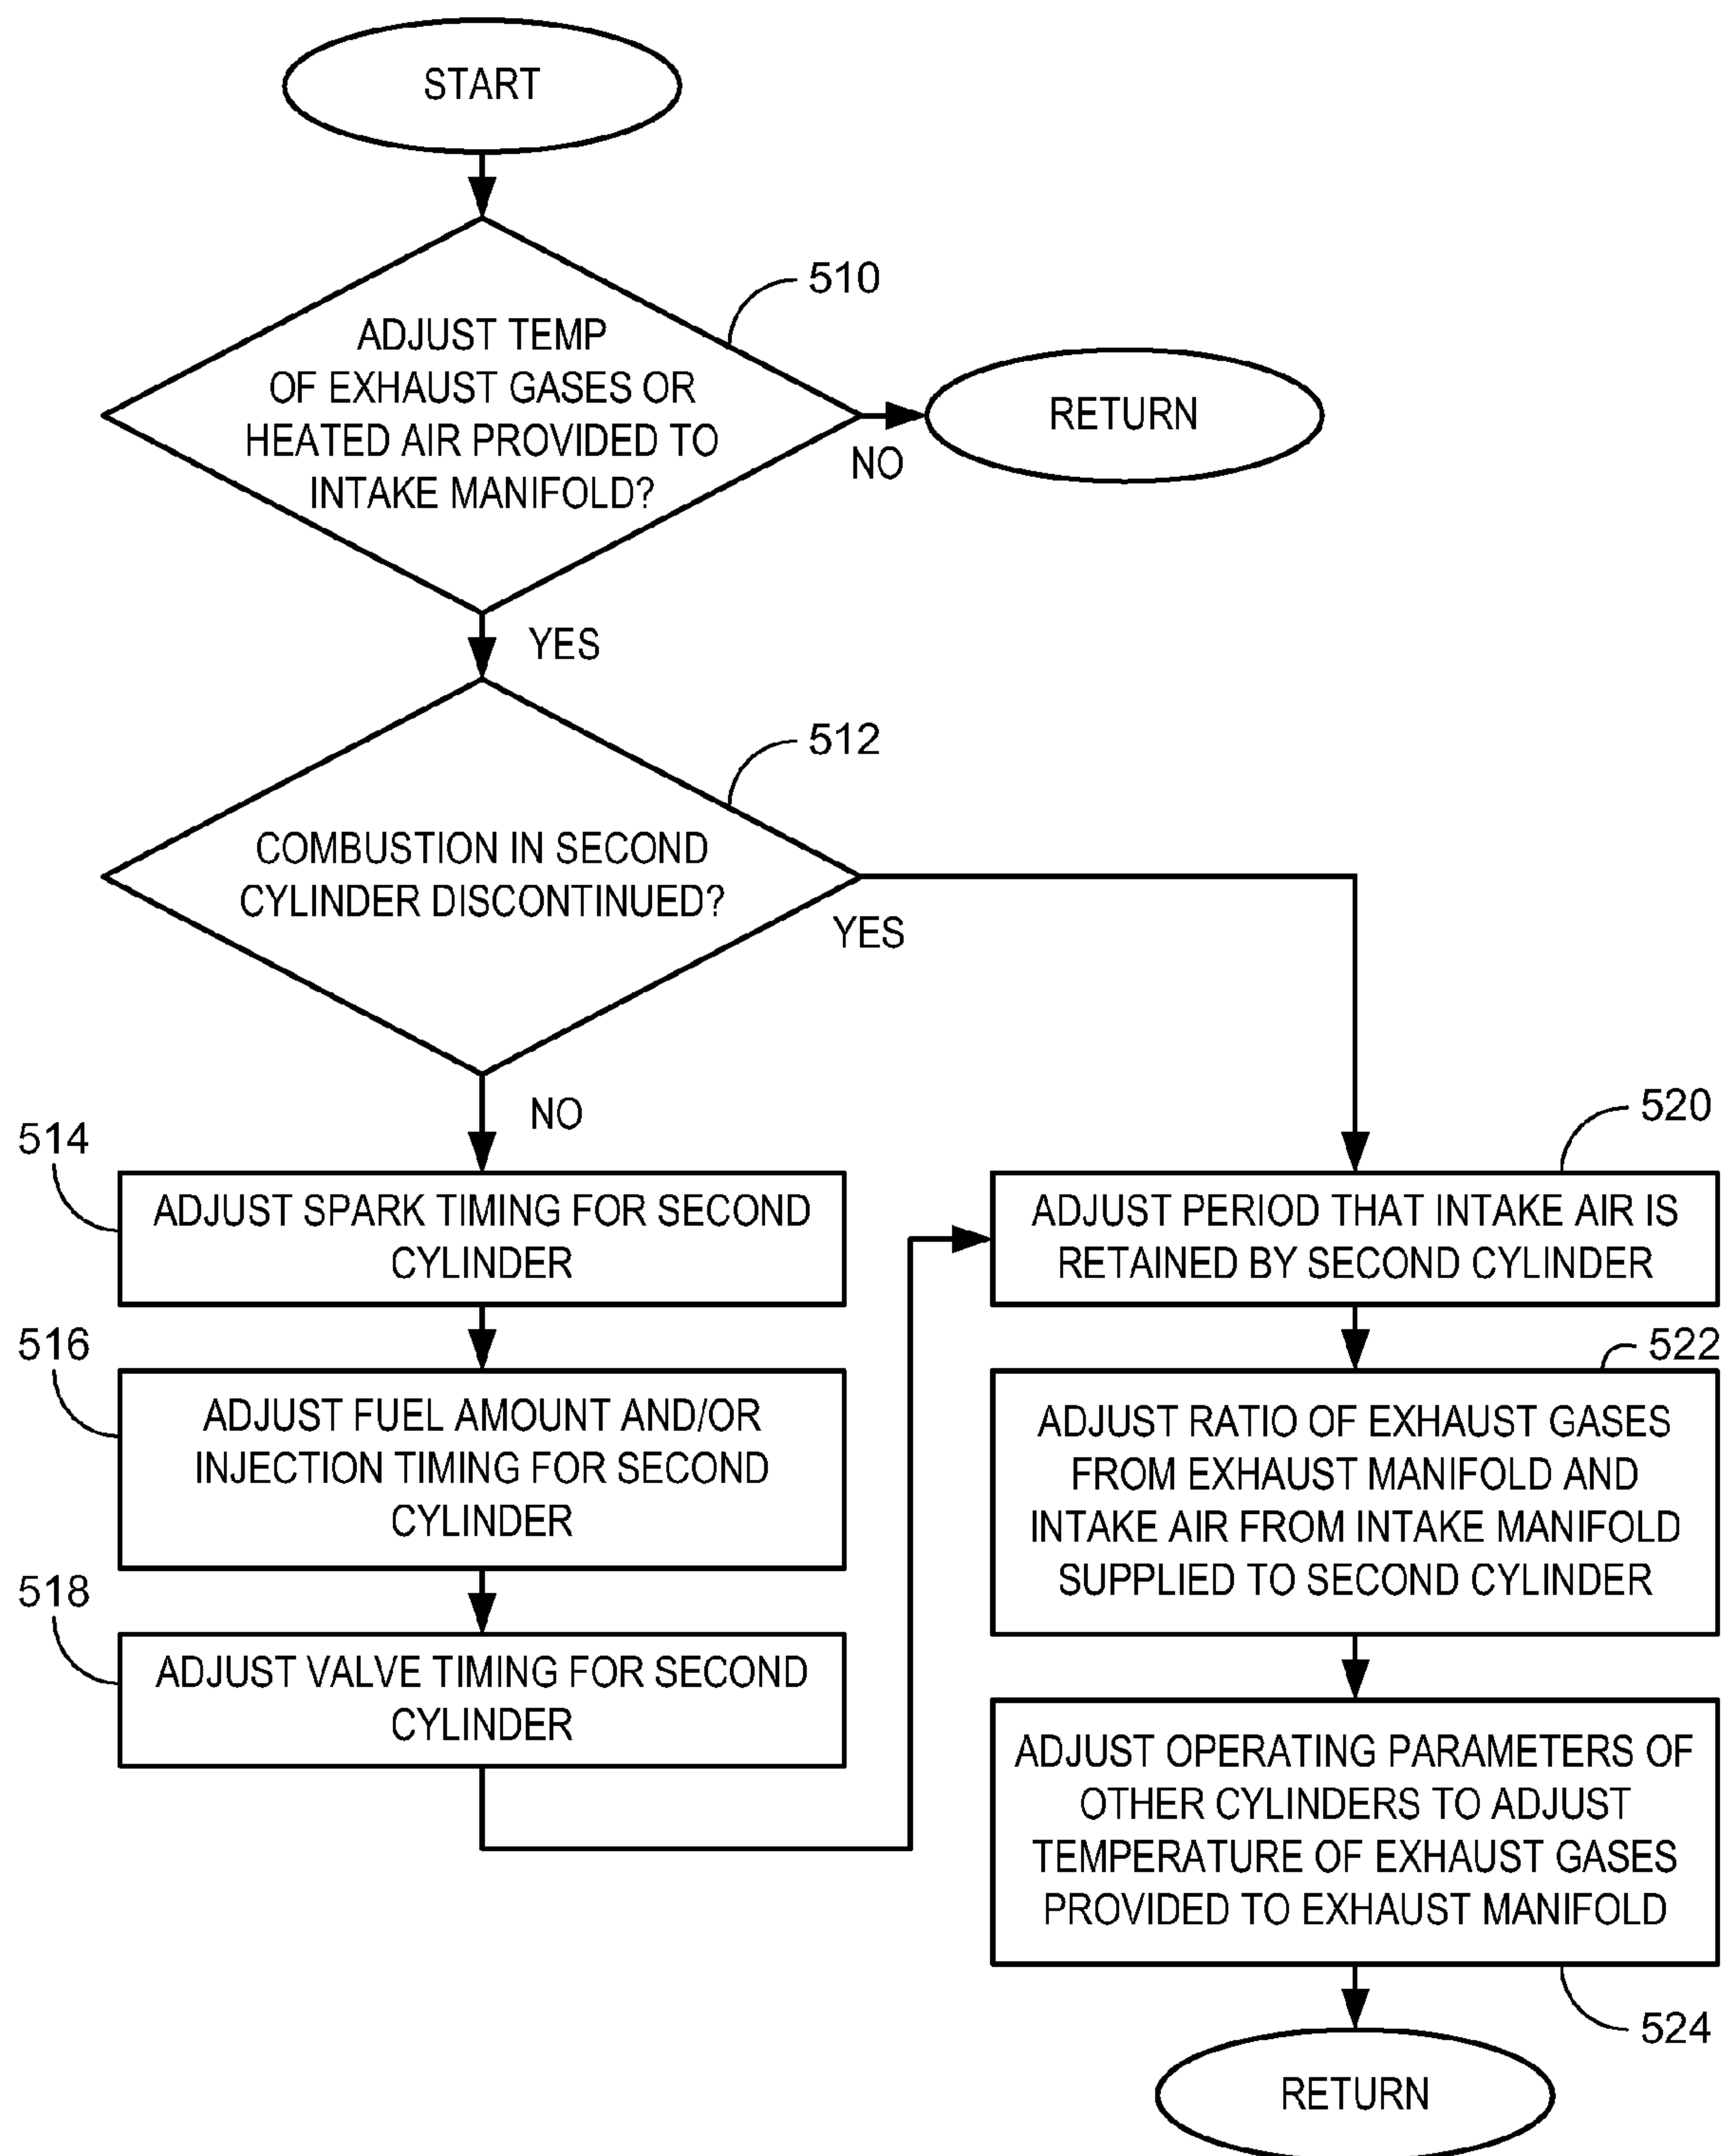 START
510
ADJUST TEMP
OF EXHAUST GASES OR
HEATED AIR PROVIDED TO
INTAKE MANIFOLD?
NO
RETURN
YES
512
COMBUSTION IN SECOND
CYLINDER DISCONTINUED?
YES
NO
514
ADJUST SPARK TIMING FOR SECOND
CYLINDER
516
ADJUST FUEL AMOUNT AND/OR
INJECTION TIMING FOR SECOND
CYLINDER
518
ADJUST VALVE TIMING FOR SECOND
CYLINDER
520
ADJUST PERIOD THAT INTAKE AIR IS
RETAINED BY SECOND CYLINDER
522
ADJUST RATIO OF EXHAUST GASES
FROM EXHAUST MANIFOLD AND
INTAKE AIR FROM INTAKE MANIFOLD
SUPPLIED TO SECOND CYLINDER
ADJUST OPERATING PARAMETERS OF
OTHER CYLINDERS TO ADJUST
TEMPERATURE OF EXHAUST GASES
PROVIDED TO EXHAUST MANIFOLD
524
RETURN